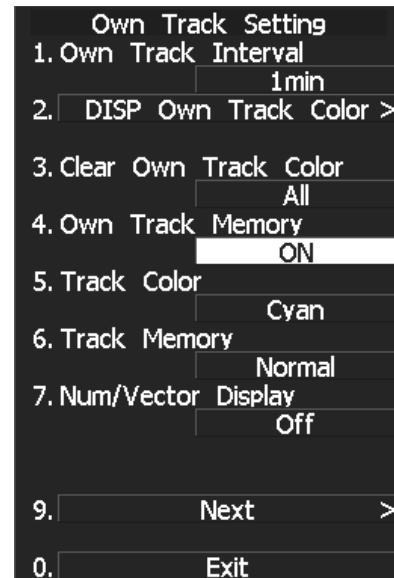 Own Track Setting
1. Own Track Interval
1min
2. DISP Own Track Color >
3. Clear Own Track Color
All
4. Own Track Memory
ON
5. Track Color
Cyan
6. Track Memory
Normal
7. Num/Vector Display
Off
9. Next >
0. Exit